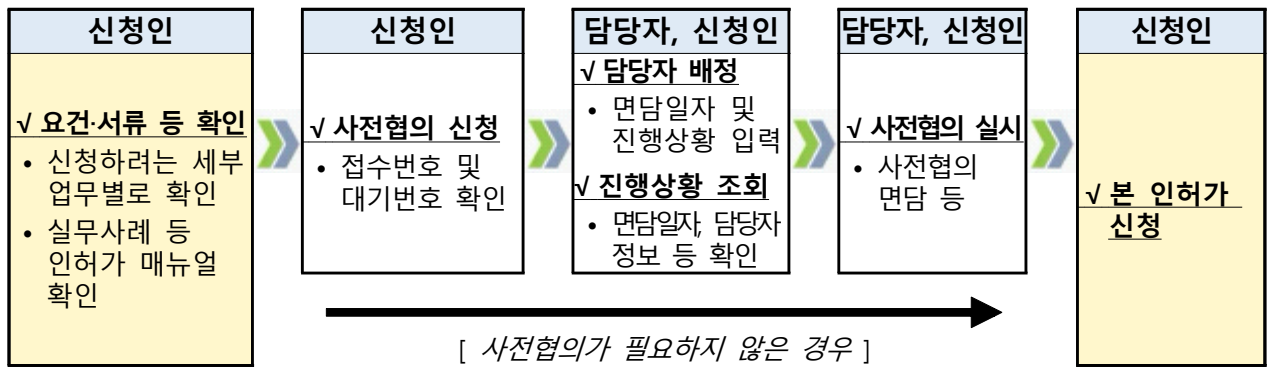 신청인
√ 요건·서류 등 확인
• 신청하려는 세부
업무별로 확인
• 실무사례 등
인허가 매뉴얼
확인
신청인
√ 사전협의 신청
• 접수번호 및
대기번호 확인
담당자, 신청인
√ 담당자 배정
• 면담일자 및
진행상황 입력
√ 진행상황 조회
• 면담일자, 담당자
정보 등 확인
담당자, 신청인
√ 사전협의 실시
• 사전협의
면담 등
신청인
√ 본 인허가
신청
[ 사전협의가 필요하지 않은 경우 ]